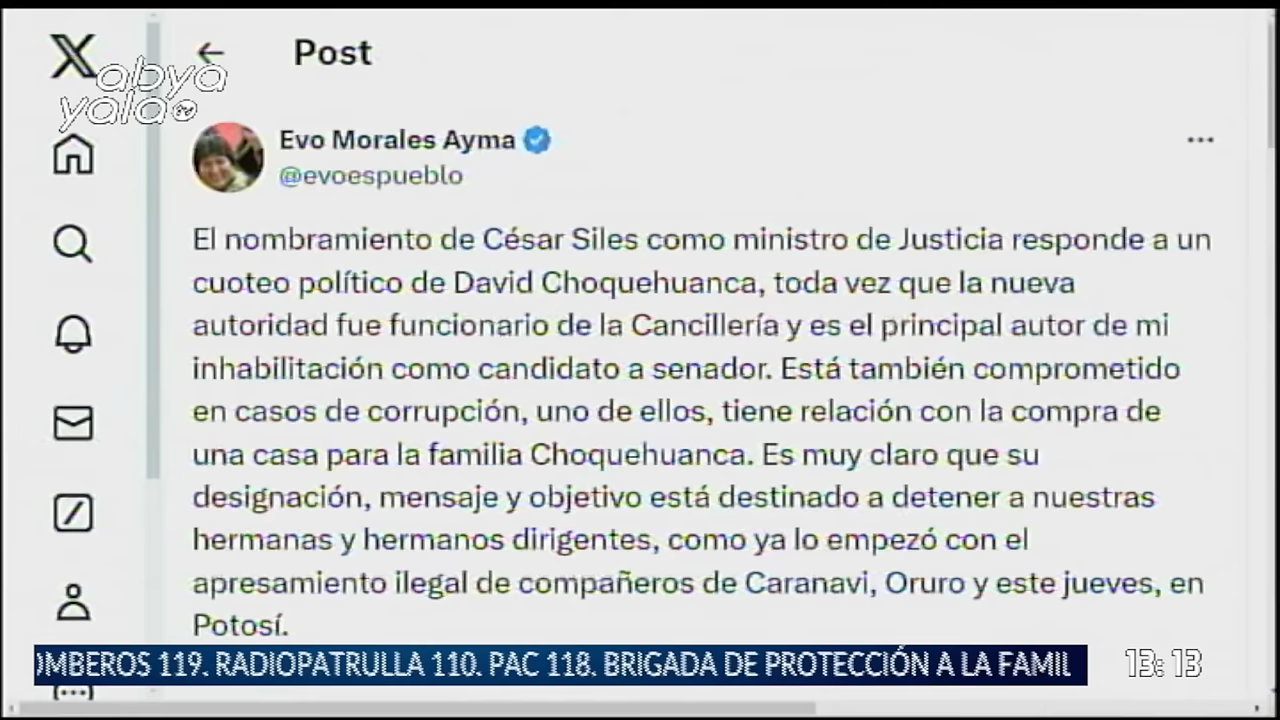 Post
abya
yala
Evo Morales Ayma
@evoespueblo
El nombramiento de César Siles como ministro de Justicia responde a un
cuoteo político de David Choquehuanca, toda vez que la nueva
autoridad fue funcionario de la Cancillería y es el principal autor de mi
inhabilitación como candidato a senador. Está también comprometido
en casos de corrupción, uno de ellos, tiene relación con la compra de
una casa para la familia Choquehuanca. Es muy claro que su
designación, mensaje y objetivo está destinado a detener a nuestras
hermanas y hermanos dirigentes, como ya lo empezó con el
apresamiento ilegal de compañeros de Caranavi, Oruro y este jueves, en
Potosí.
OMBEROS 119. RADIOPATRULLA 110. PAC 118. BRIGADA DE PROTECCIÓN A LA FAMIL
13:13